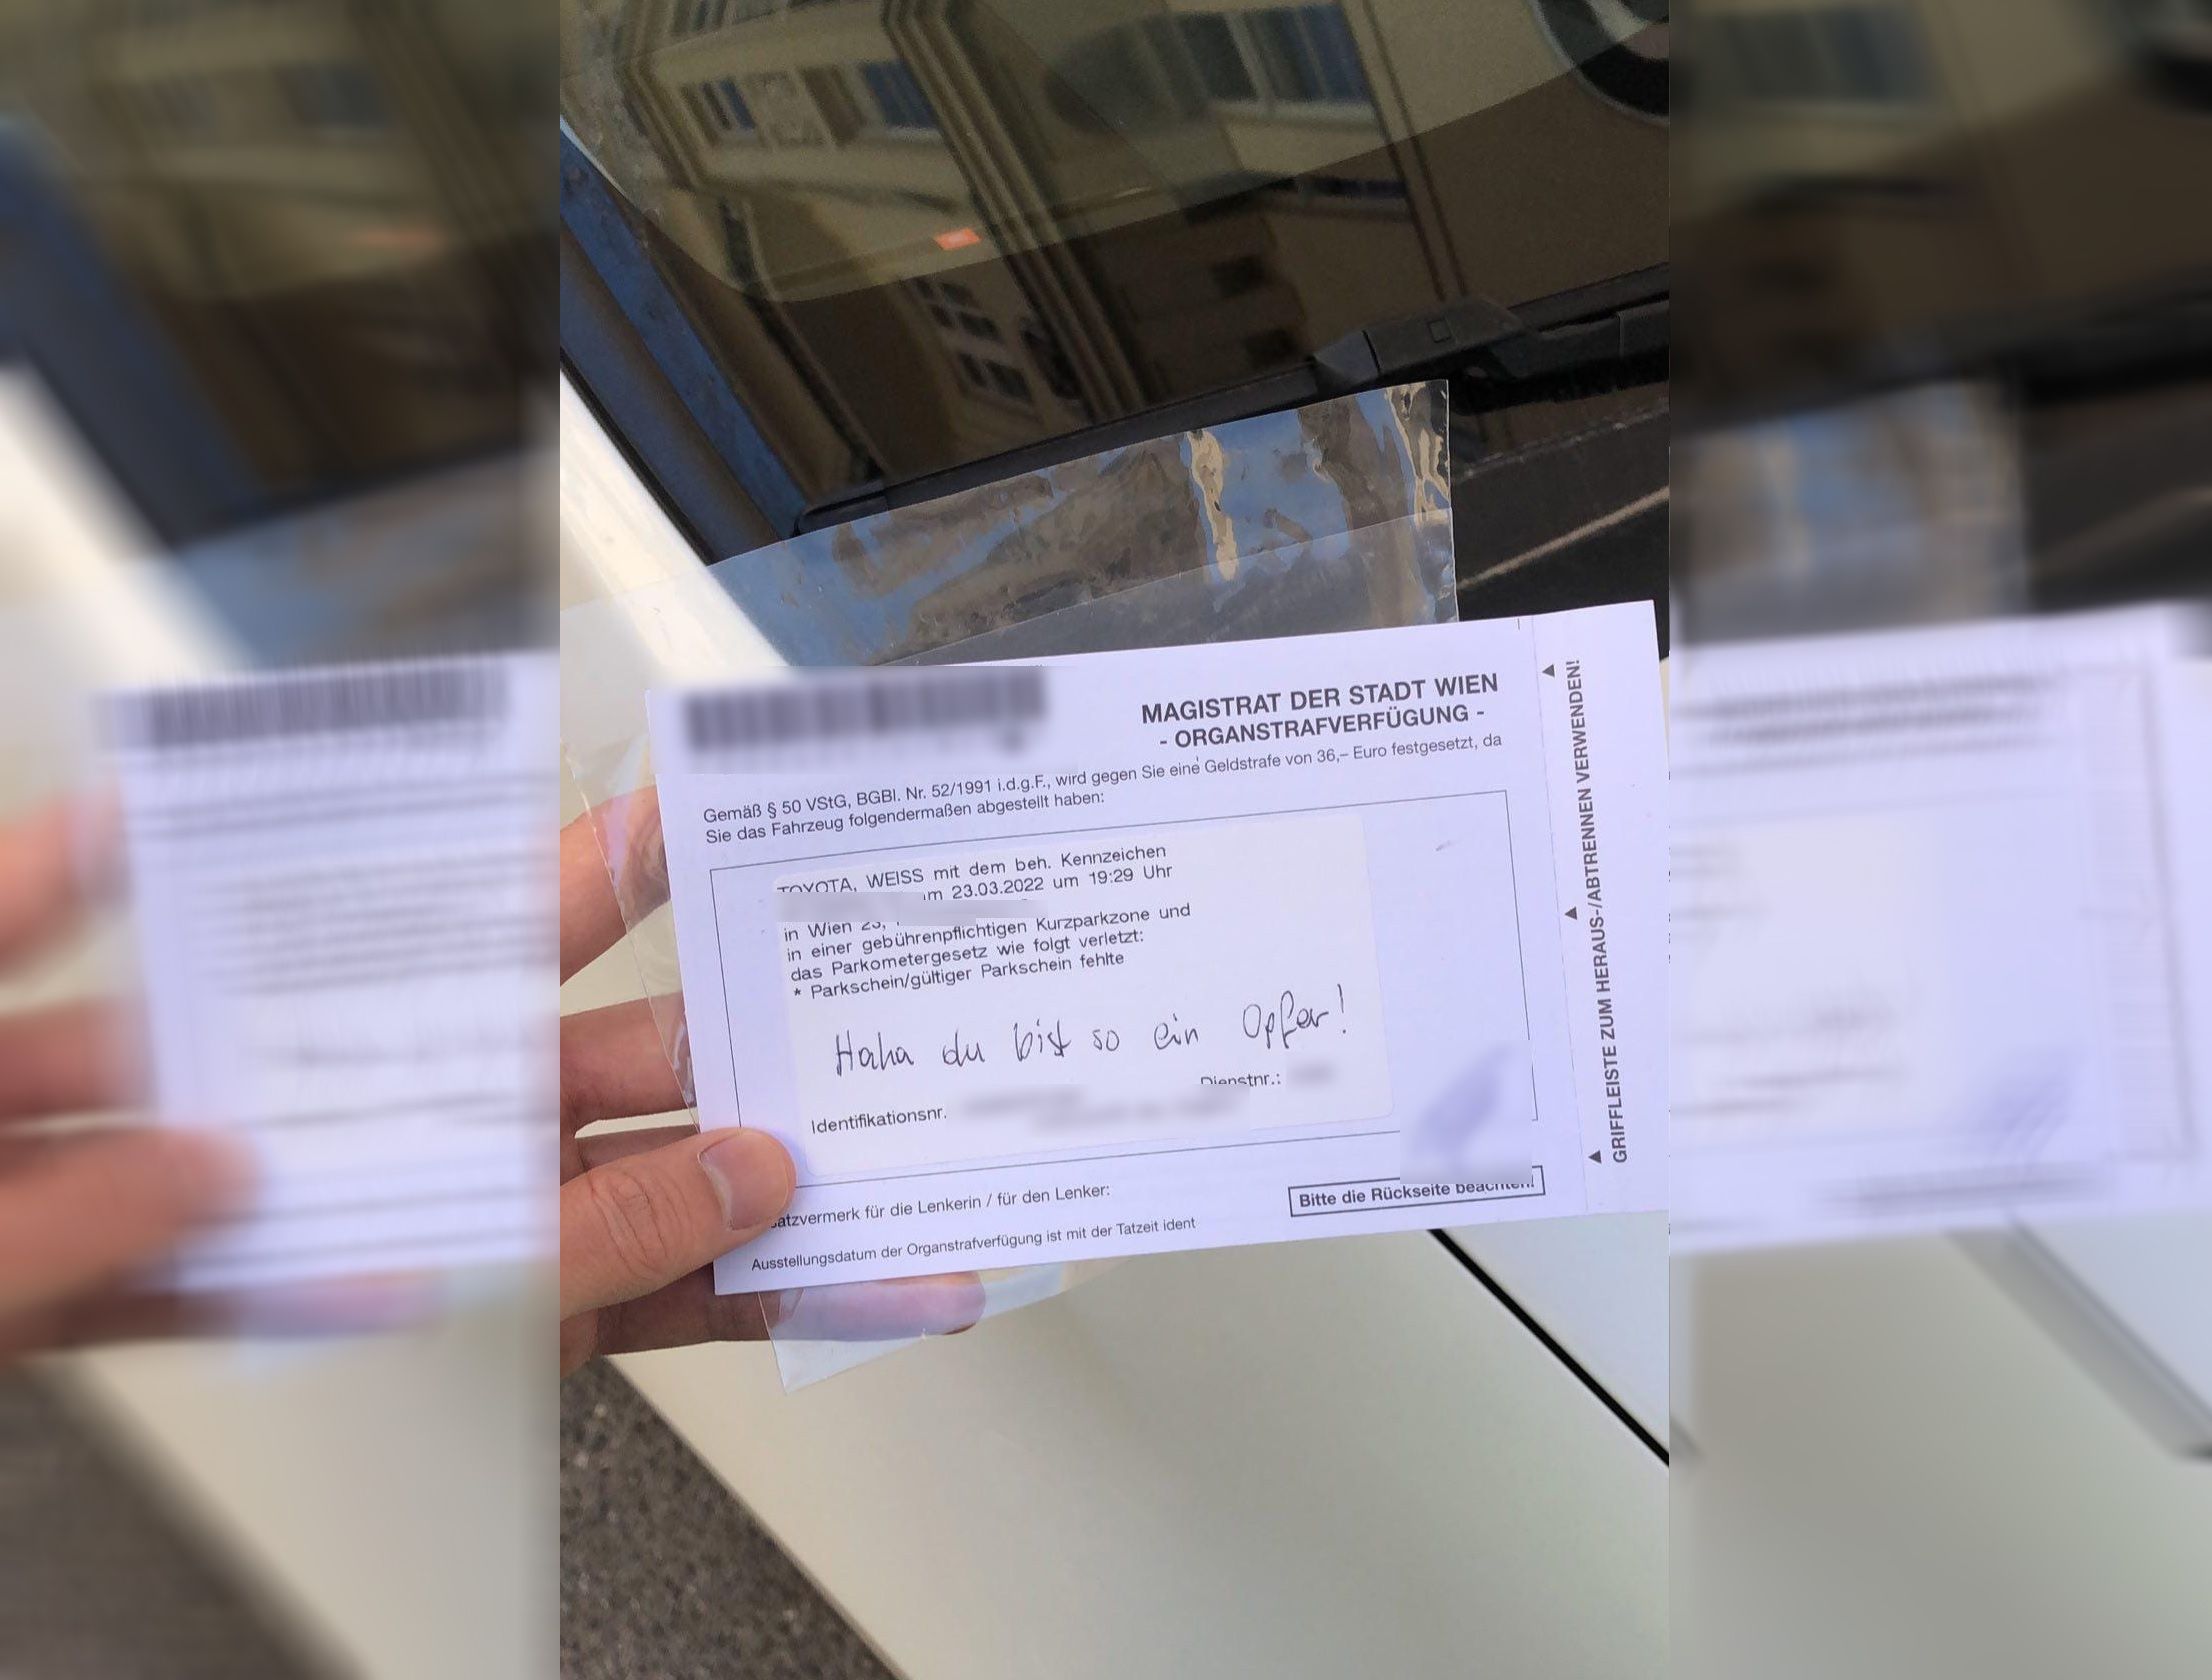 MAGISTRAT DER STADT WIEN
- ORGANSTRAFVERFÜGUNG -
Gemäß § 50 VStG, BGBl. Nr. 52/1991 i.d.g.F., wird gegen Sie eine Geldstrafe von 36,– Euro festgesetzt, da
Sie das Fahrzeug folgendermaßen abgestellt haben:
TOYOTA, WEISS mit dem beh. Kennzeichen
23.03.2022 um 19:29 Uhr
in Wien 23,
in einer gebührenpflichtigen Kurzparkzone und
das Parkometergesetz wie folgt verletzt:
* Parkschein/gültiger Parkschein fehlte
Haha du bist so ein Opfer!
Dienstnr.:
Identifikationsnr.
für die Lenkerin / für den Lenker:
Bitte die Rückseite beachten!
Ausstellungsdatum der Organstrafverfügung ist mit der Tatzeit ident
▲ GRIFFLEISTE ZUM HERAUS-/ABTRENNEN VERWENDEN! ▲